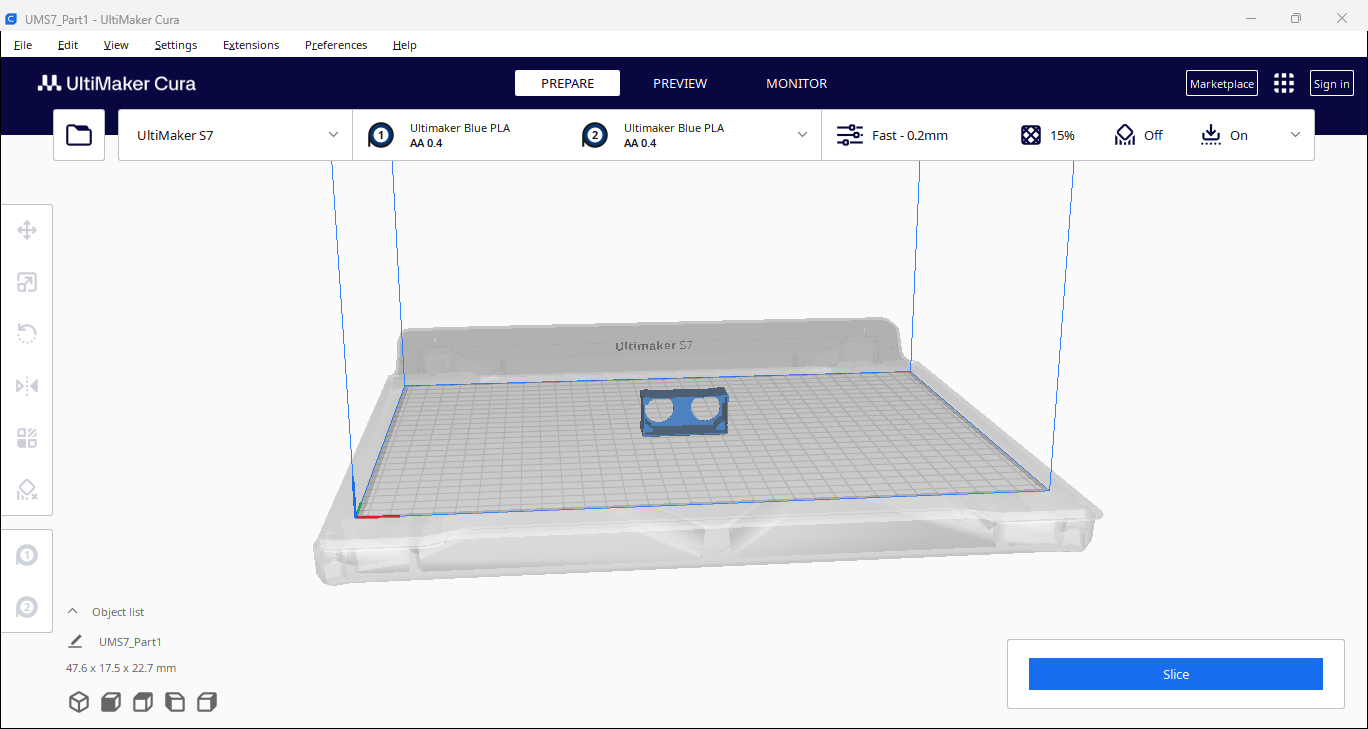 UMS7_Part1 - UltiMaker Cura
File Edit View Settings Extensions Preferences Help
UltiMaker Cura
PREPARE PREVIEW MONITOR
Marketplace
Sign in
UltiMaker S7
1
Ultimaker Blue PLA
AA 0.4
2
Ultimaker Blue PLA
AA 0.4
Fast - 0.2mm
15%
Off
On
Ultimaker S7
1
2
Object list
UMS7_Part1
47.6 x 17.5 x 22.7 mm
Slice